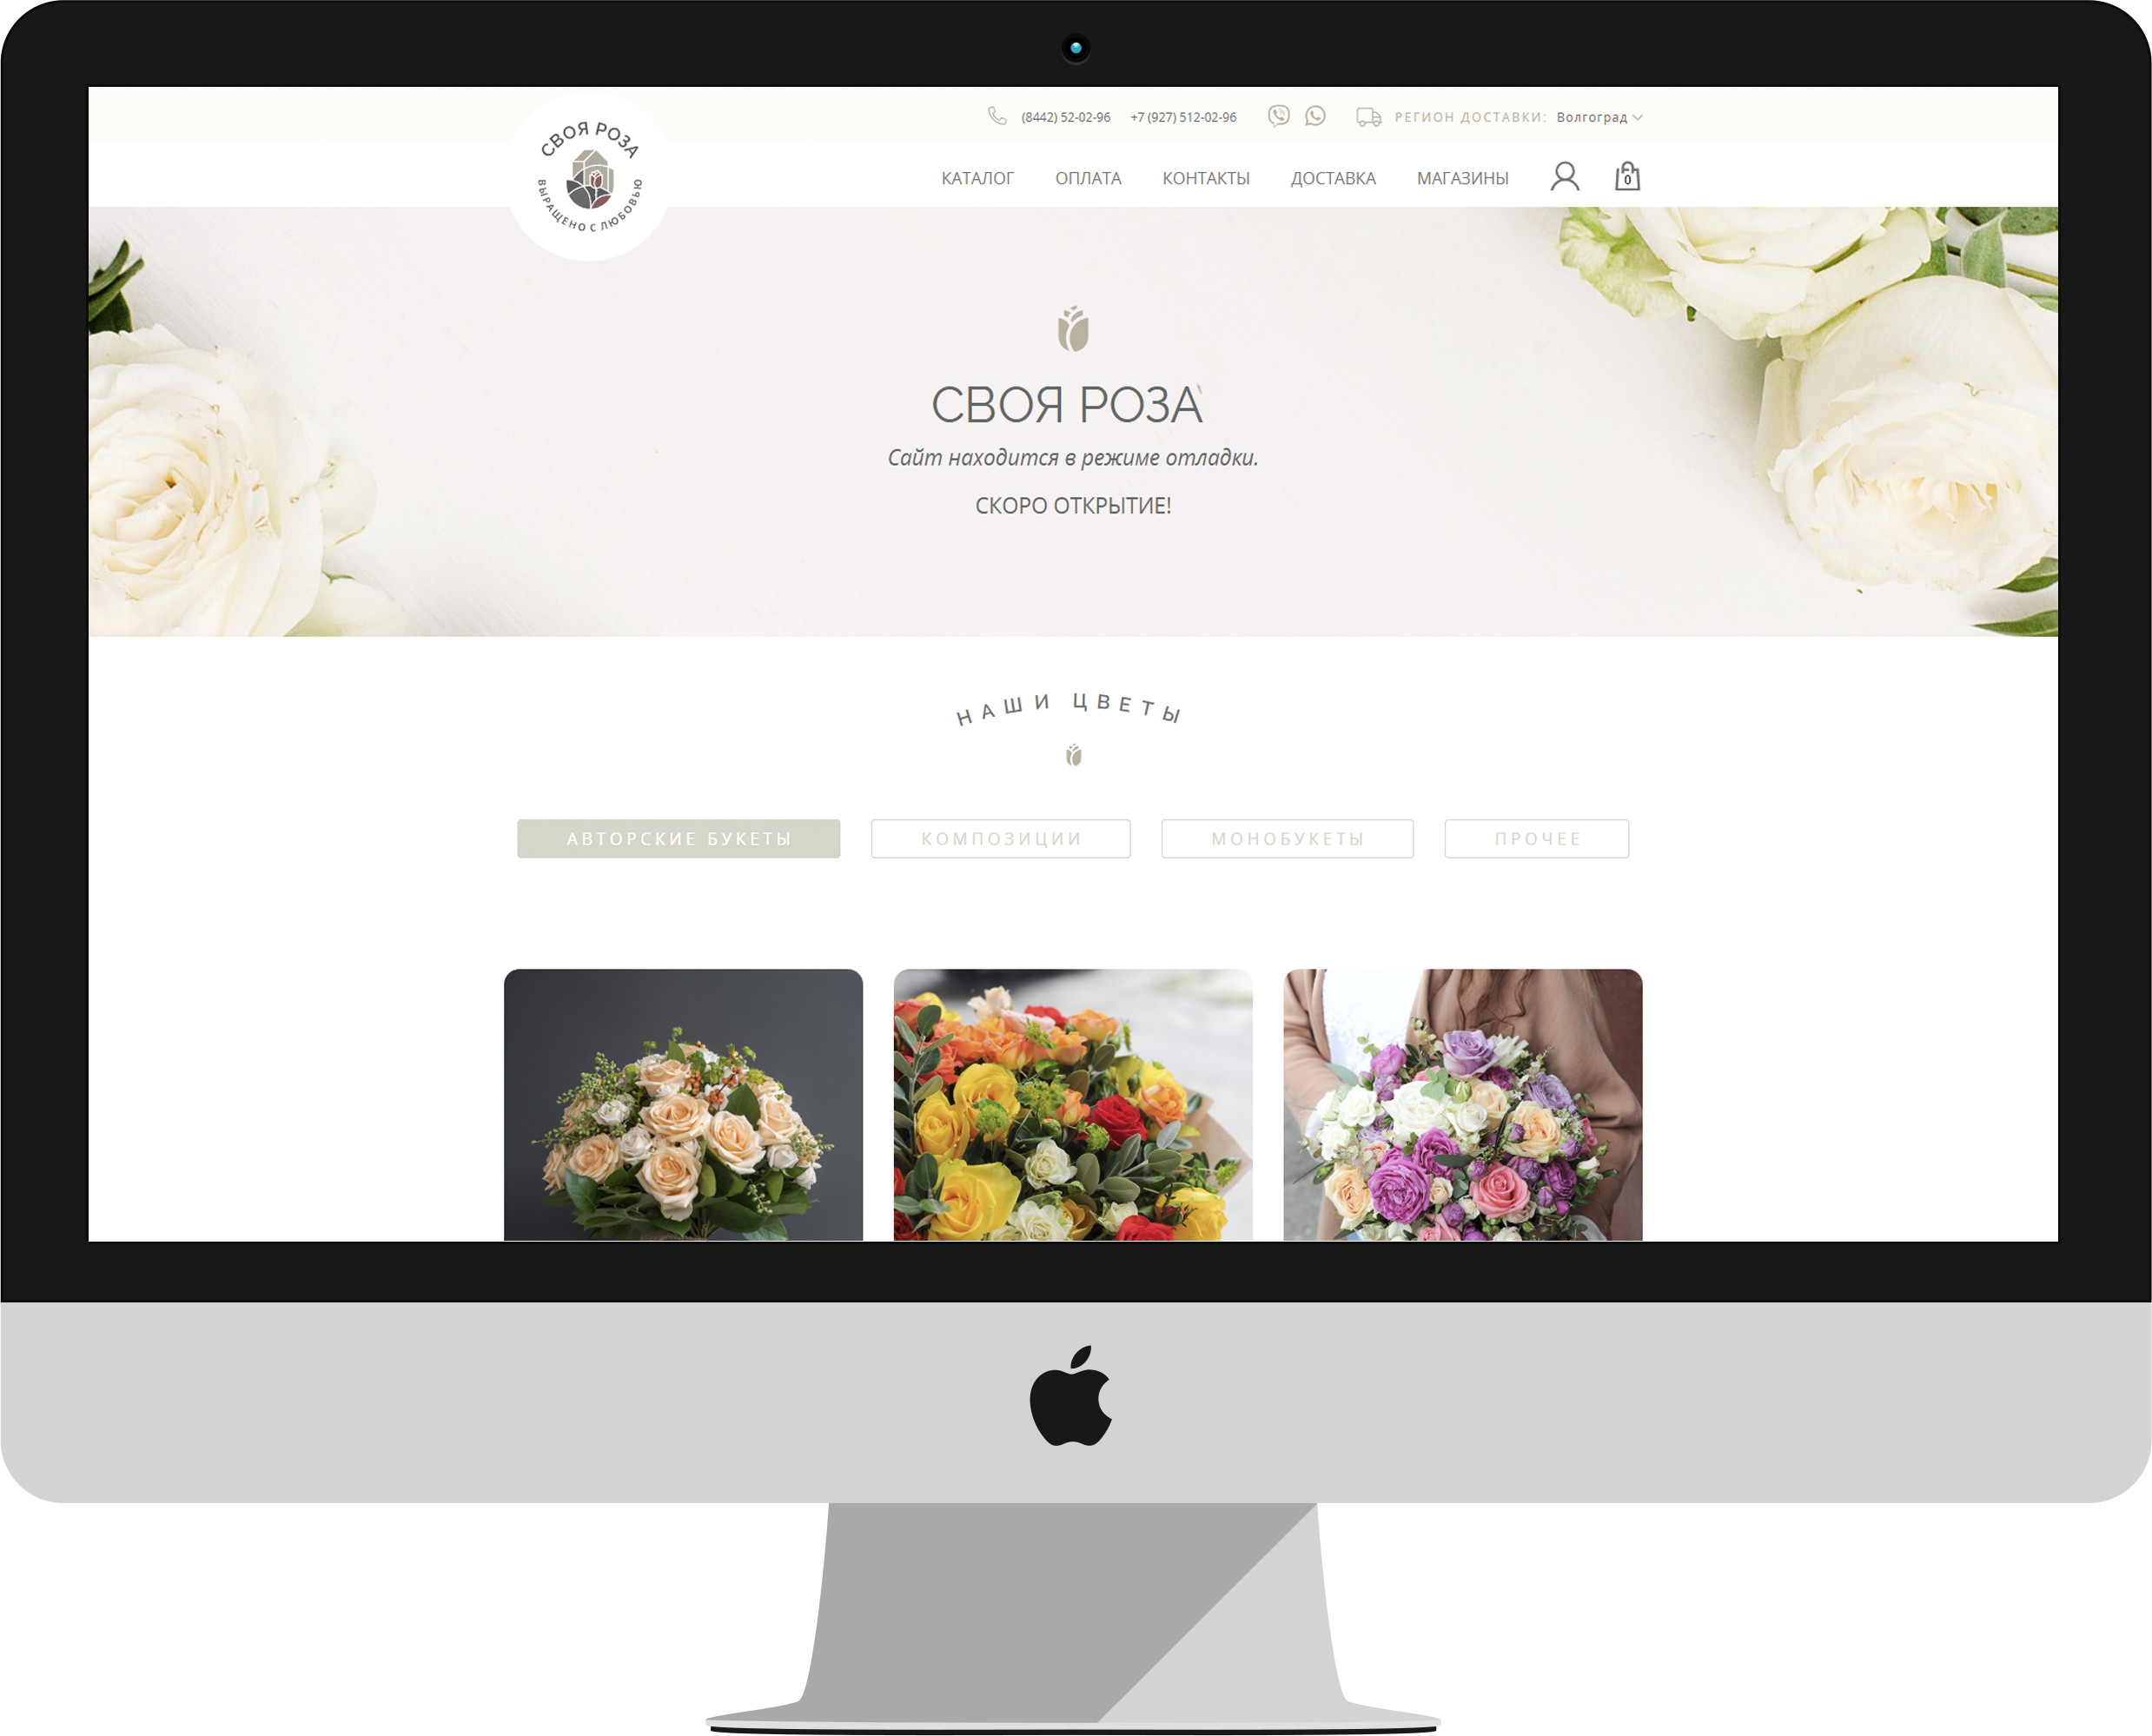 СВОЯ РОЗА
ВЫРАЩЕНО С ЛЮБОВЬЮ
(8442) 52-02-96 +7 (927) 512-02-96 РЕГИОН ДОСТАВКИ: Волгоград
КАТАЛОГ ОПЛАТА КОНТАКТЫ ДОСТАВКА МАГАЗИНЫ 0
СВОЯ РОЗА
Сайт находится в режиме отладки.
СКОРО ОТКРЫТИЕ!
НАШИ ЦВЕТЫ
АВТОРСКИЕ БУКЕТЫ КОМПОЗИЦИИ МОНОБУКЕТЫ ПРОЧЕЕ